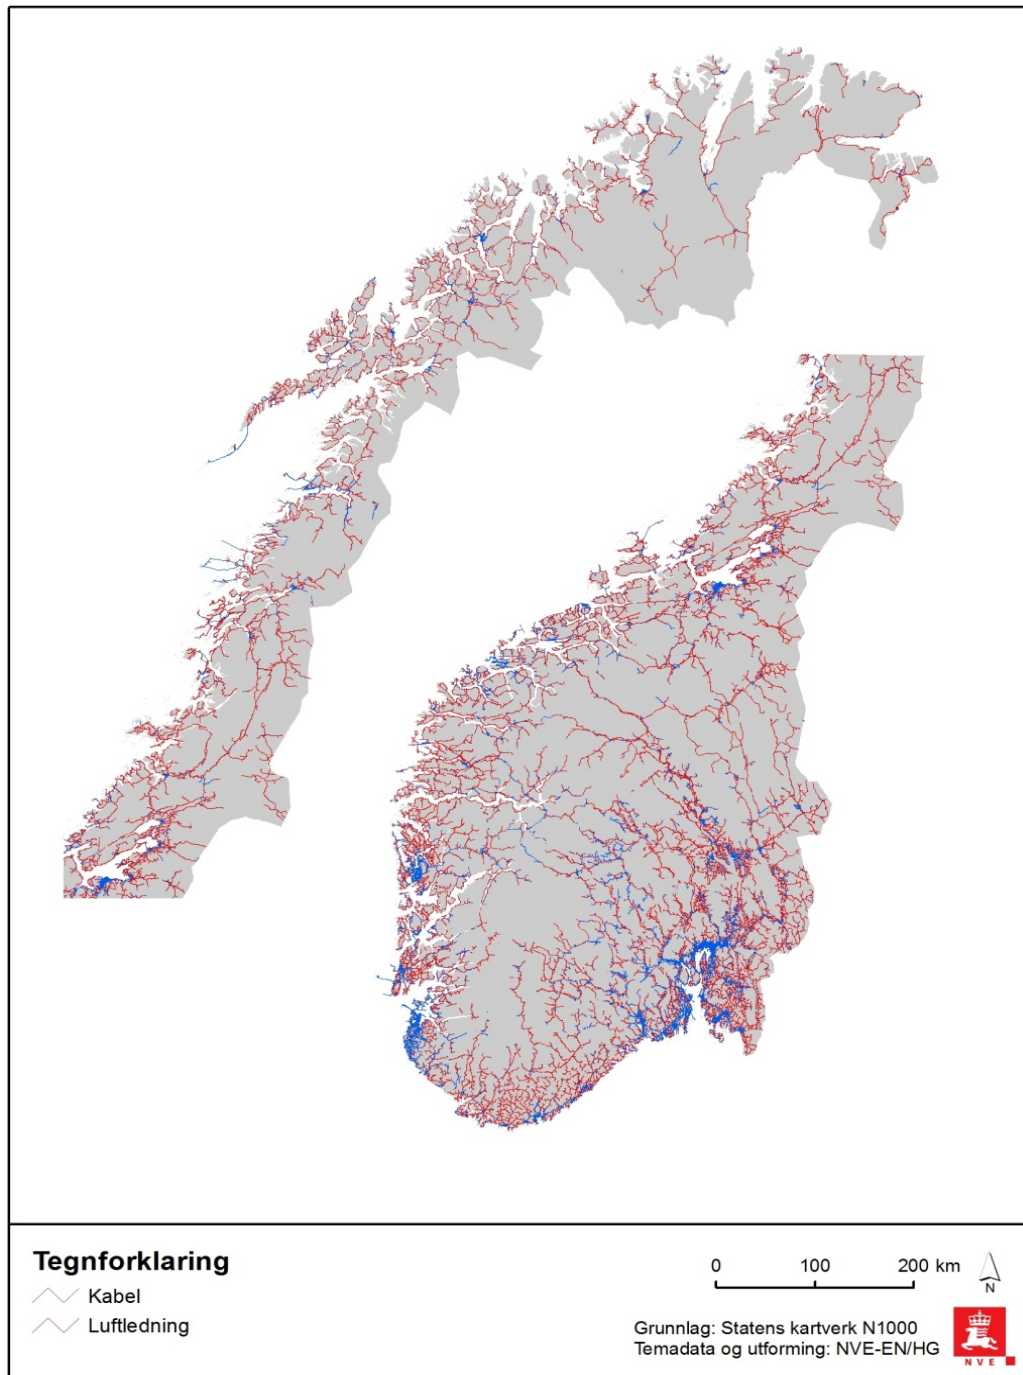 Tegnforklaring
Kabel
Luftledning
0 100 200 km
N
Grunnlag: Statens kartverk N1000
Temadata og utforming: NVE-EN/HG
NVE